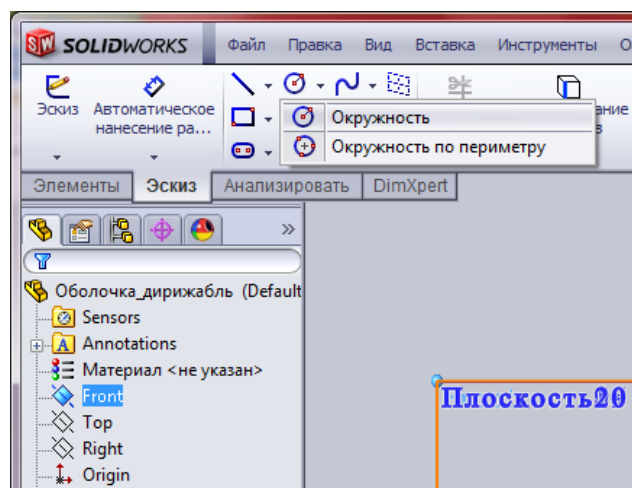 SOLIDWORKS Файл Правка Вид Вставка Инструменты О
Эскиз Автоматическое нанесение ра...
ание
в
Окружность
Окружность по периметру
Элементы Эскиз Анализировать DimXpert
Оболочка_дирижабль (Default
Sensors
A Annotations
Материал <не указан>
Front
Top
Right
Origin
Плоскость20